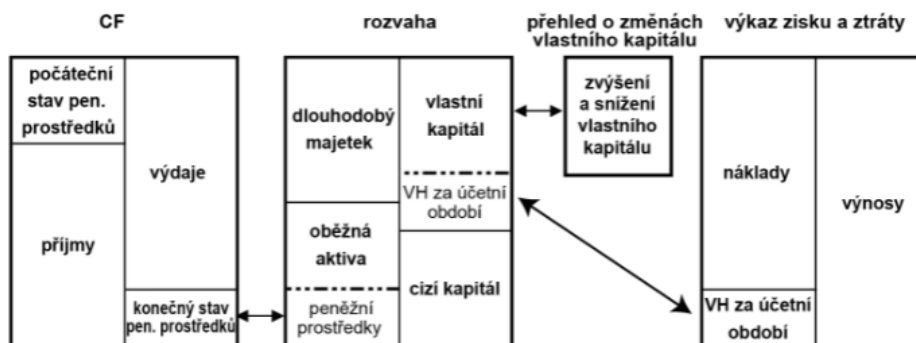 CF
rozvaha
přehled o změnách
vlastního kapitálu
výkaz zisku a ztráty
počáteční
stav pen.
prostředků
příjmy
výdaje
konečný stav
pen. prostředků
dlouhodobý
majetek
oběžná
aktiva
peněžní
prostředky
vlastní
kapitál
VH za účetní
období
cizí kapitál
zvýšení
a snížení
vlastního
kapitálu
náklady
VH za účetní
období
výnosy